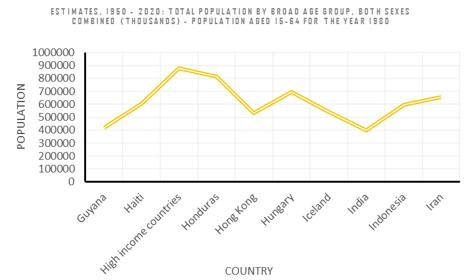 ESTIMATES, 1950 - 2020: TOTAL POPULATION BY BROAD AGE GROUP, BOTH SEXES
COMBINED (THOUSANDS) - POPULATION AGED 15-64 FOR THE YEAR 1980
POPULATION
1000000
900000
800000
700000
600000
500000
400000
300000
200000
100000
0
Guyana
Haiti
High income countries
Honduras
Hong Kong
Hungary
Iceland
India
Indonesia
Iran
COUNTRY